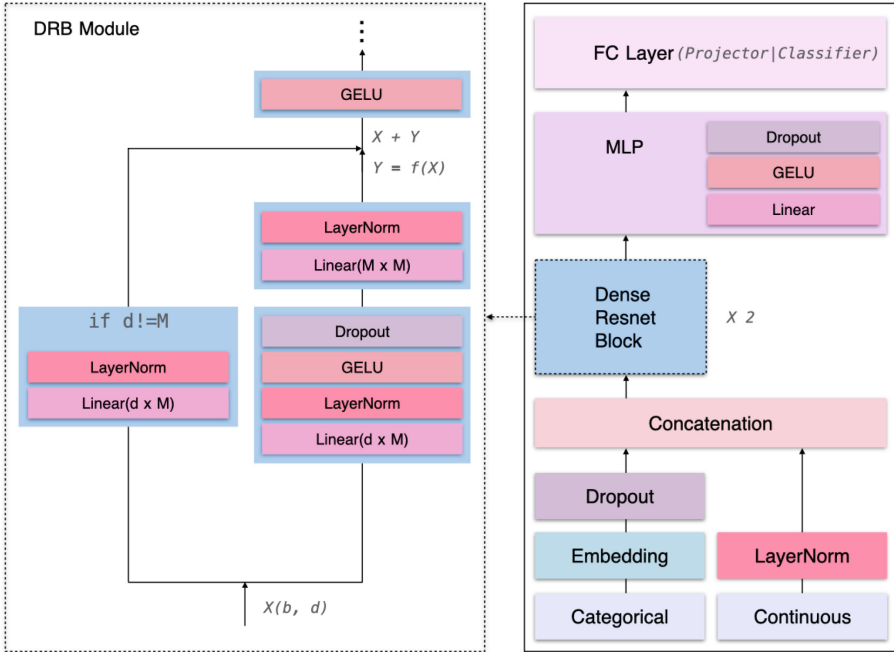 DRB Module
GELU
X + Y
Y = f(X)
LayerNorm
Linear(M x M)
if d!=M
LayerNorm
Linear(d x M)
Dropout
GELU
LayerNorm
Linear(d x M)
X(b, d)
FC Layer (Projector|Classifier)
MLP
Dropout
GELU
Linear
Dense
Resnet
Block
X 2
Concatenation
Dropout
Embedding
LayerNorm
Categorical
Continuous